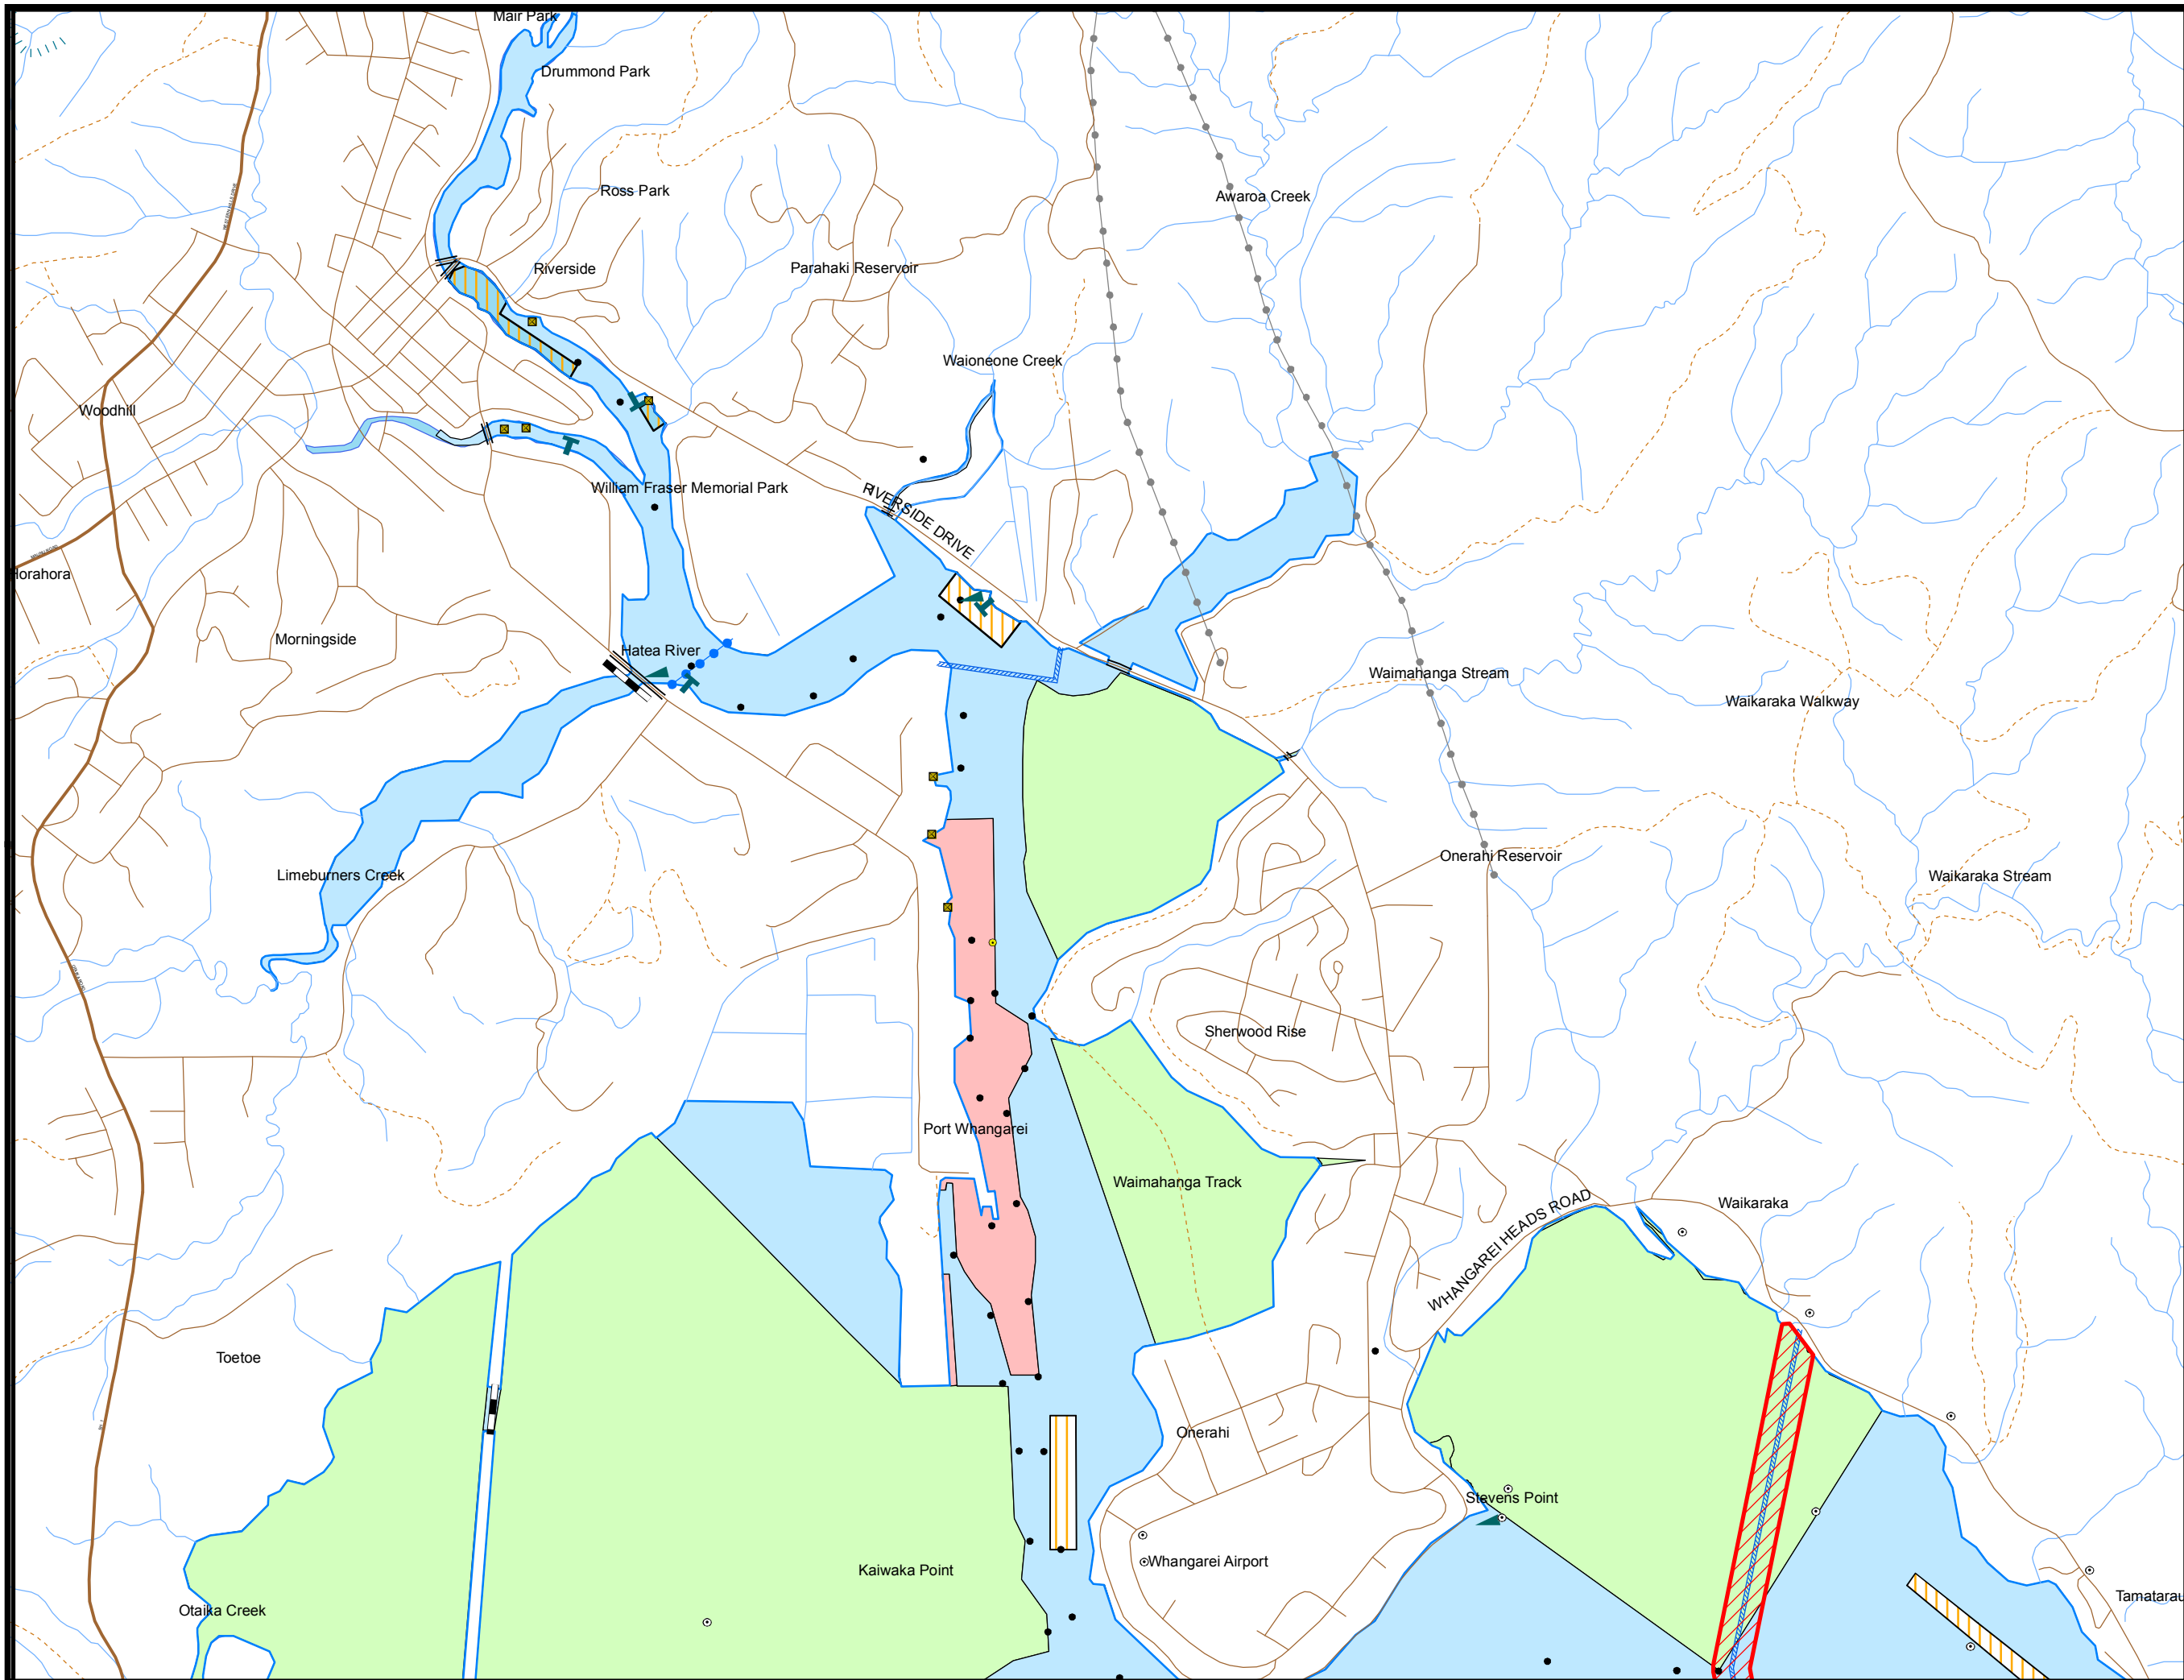 Mair Park
Drummond Park
Ross Park
Awaroa Creek
Riverside
Parahaki Reservoir
Waioneone Creek
Woodhill
William Fraser Memorial Park
RIVERSIDE DRIVE
Horahora
Morningside
Hatea River
Waimahanga Stream
Waikaraka Walkway
Onerahi Reservoir
Limeburners Creek
Waikaraka Stream
Sherwood Rise
Port Whangarei
Waimahanga Track
Waikaraka
WHANGAREI HEADS ROAD
Toetoe
Onerahi
Stevens Point
Whangarei Airport
Kaiwaka Point
Otaika Creek
Tamatarau